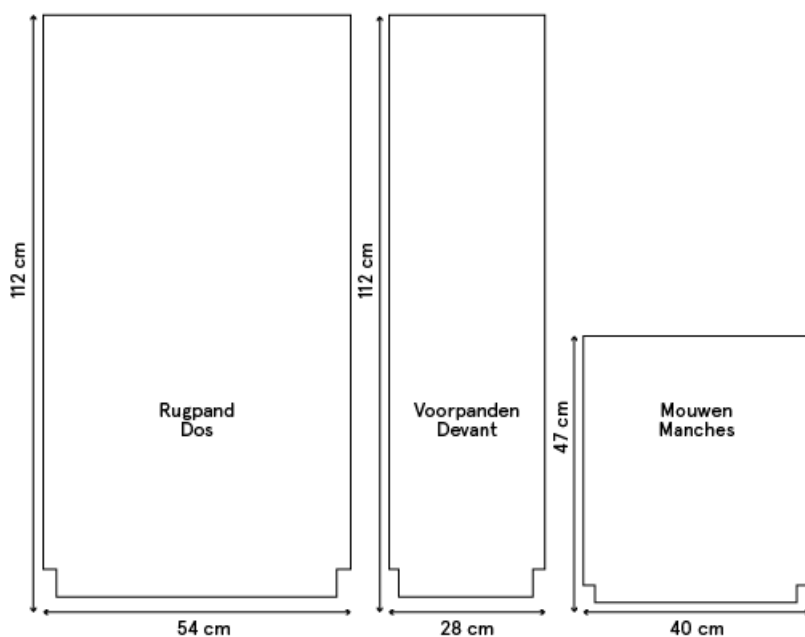 112 cm
Rugpand
Dos
54 cm
112 cm
Voorpanden
Devant
28 cm
47 cm
Mouwen
Manches
40 cm